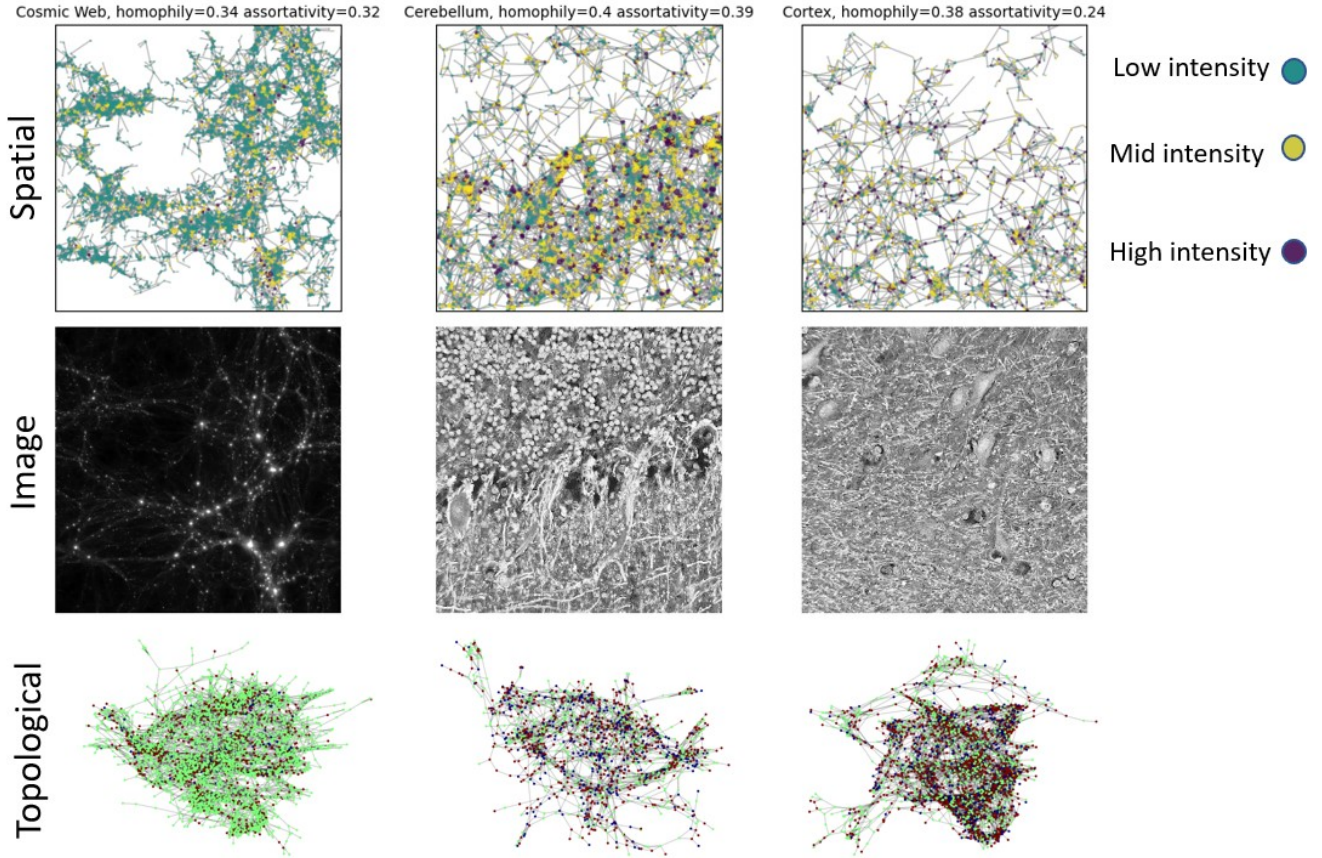 Cosmic Web, homophily=0.34 assortativity=0.32
Cerebellum, homophily=0.4 assortativity=0.39
Cortex, homophily=0.38 assortativity=0.24
Spatial
Low intensity
Mid intensity
High intensity
Image
Topological